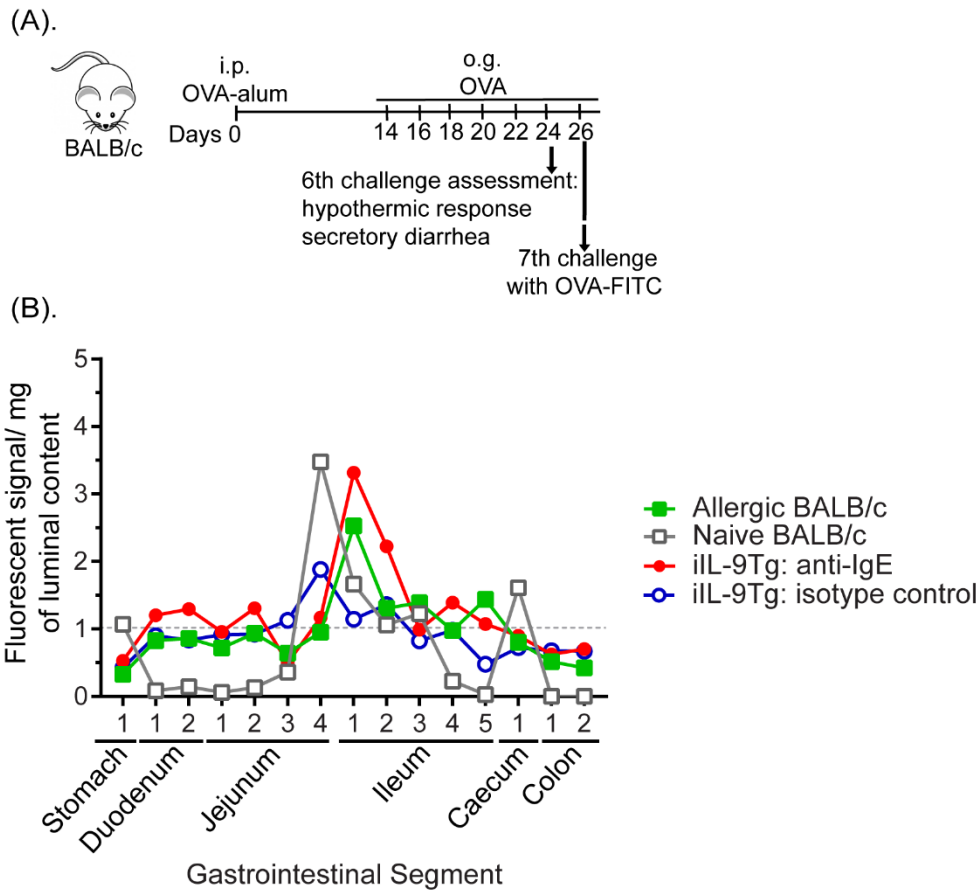 (A).
i.p.
OVA-alum
o.g.
OVA
BALB/c
Days 0
14 16 18 20 22 24 26
6th challenge assessment:
hypothermic response
secretory diarrhea
7th challenge
with OVA-FITC
(B).
Fluorescent signal/ mg
of luminal content
5
4
3
2
1
0
1 1 2 1 2 3 4 1 2 3 4 5 1 1 2
Stomach
Duodenum
Jejunum
Ileum
Caecum
Colon
Gastrointestinal Segment
Allergic BALB/c
Naive BALB/c
iIL-9Tg: anti-IgE
iIL-9Tg: isotype control